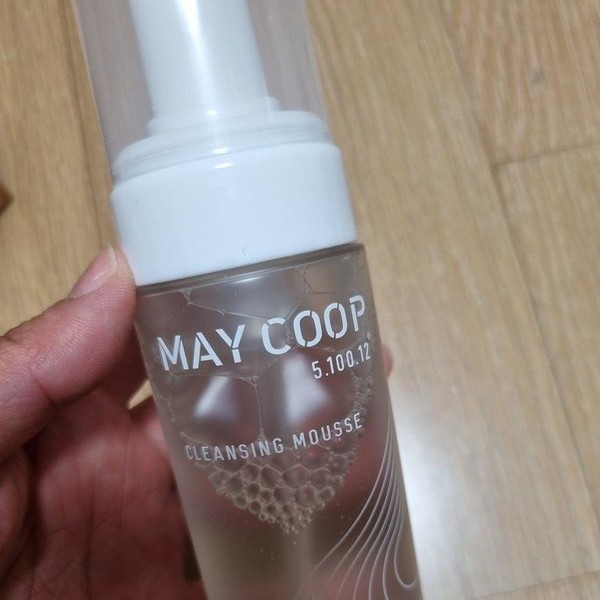 MAY COOP
5.100.12
CLEANSING MOUSSE